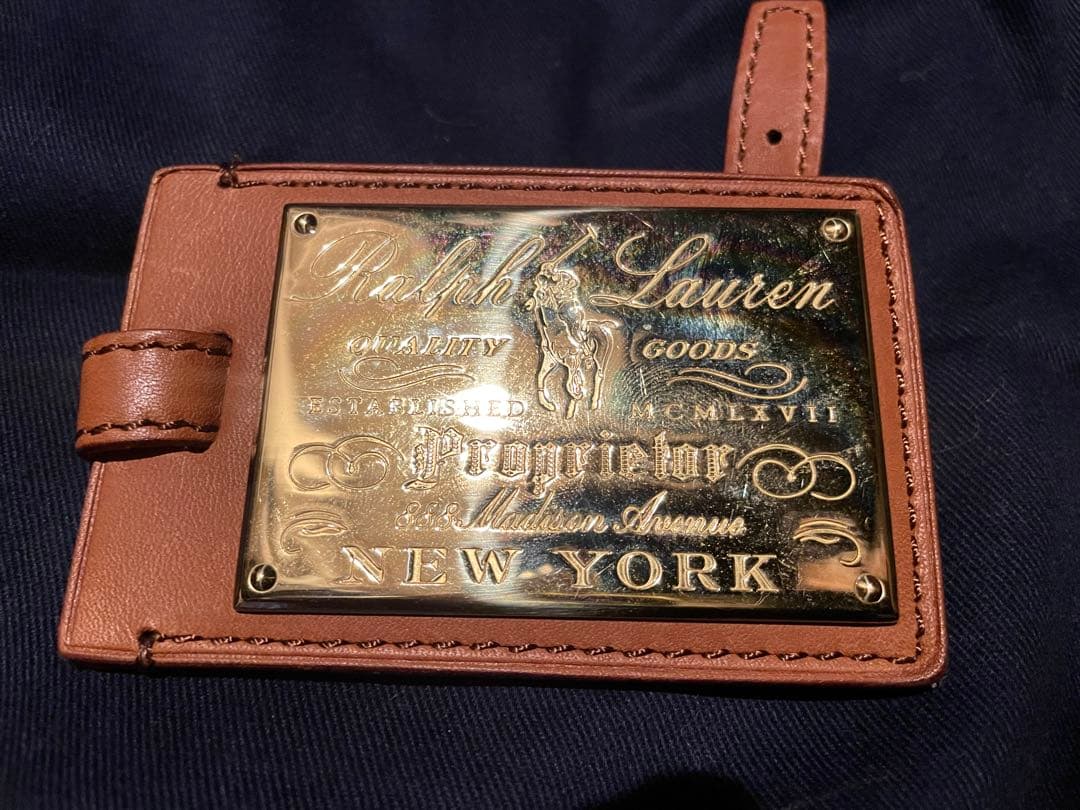 Ralph Lauren
QUALITY GOODS
ESTABLISHED MCMLXVII
Proprietor
888 Madison Avenue
NEW YORK